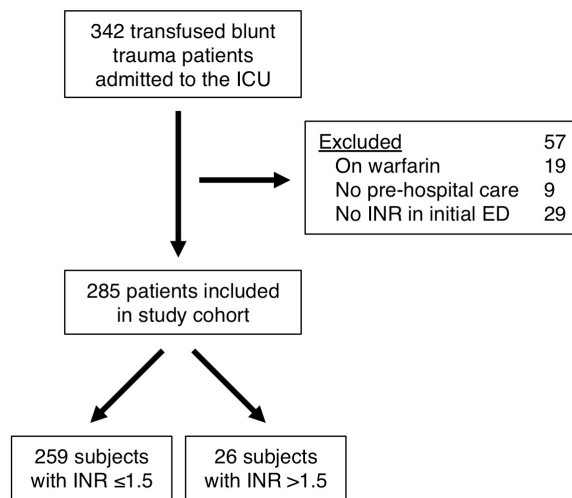 342 transfused blunt
trauma patients
admitted to the ICU
Excluded 57
On warfarin 19
No pre-hospital care 9
No INR in initial ED 29
285 patients included
in study cohort
259 subjects
with INR ≤1.5
26 subjects
with INR >1.5